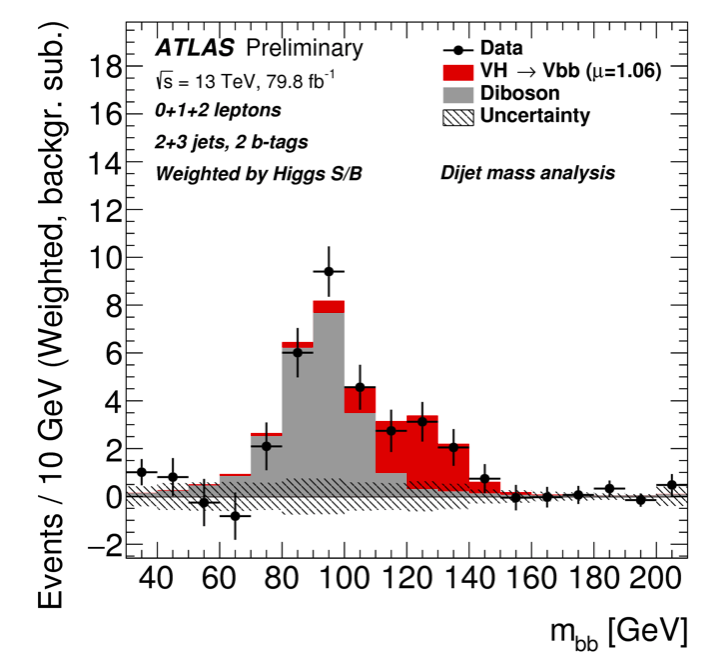 ATLAS Preliminary
√s = 13 TeV, 79.8 fb⁻¹
0+1+2 leptons
2+3 jets, 2 b-tags
Weighted by Higgs S/B
Data
VH → Vbb (μ=1.06)
Diboson
Uncertainty
Dijet mass analysis
Events / 10 GeV (Weighted, backgr. sub.)
18
16
14
12
10
8
6
4
2
0
−2
40 60 80 100 120 140 160 180 200
m_bb [GeV]